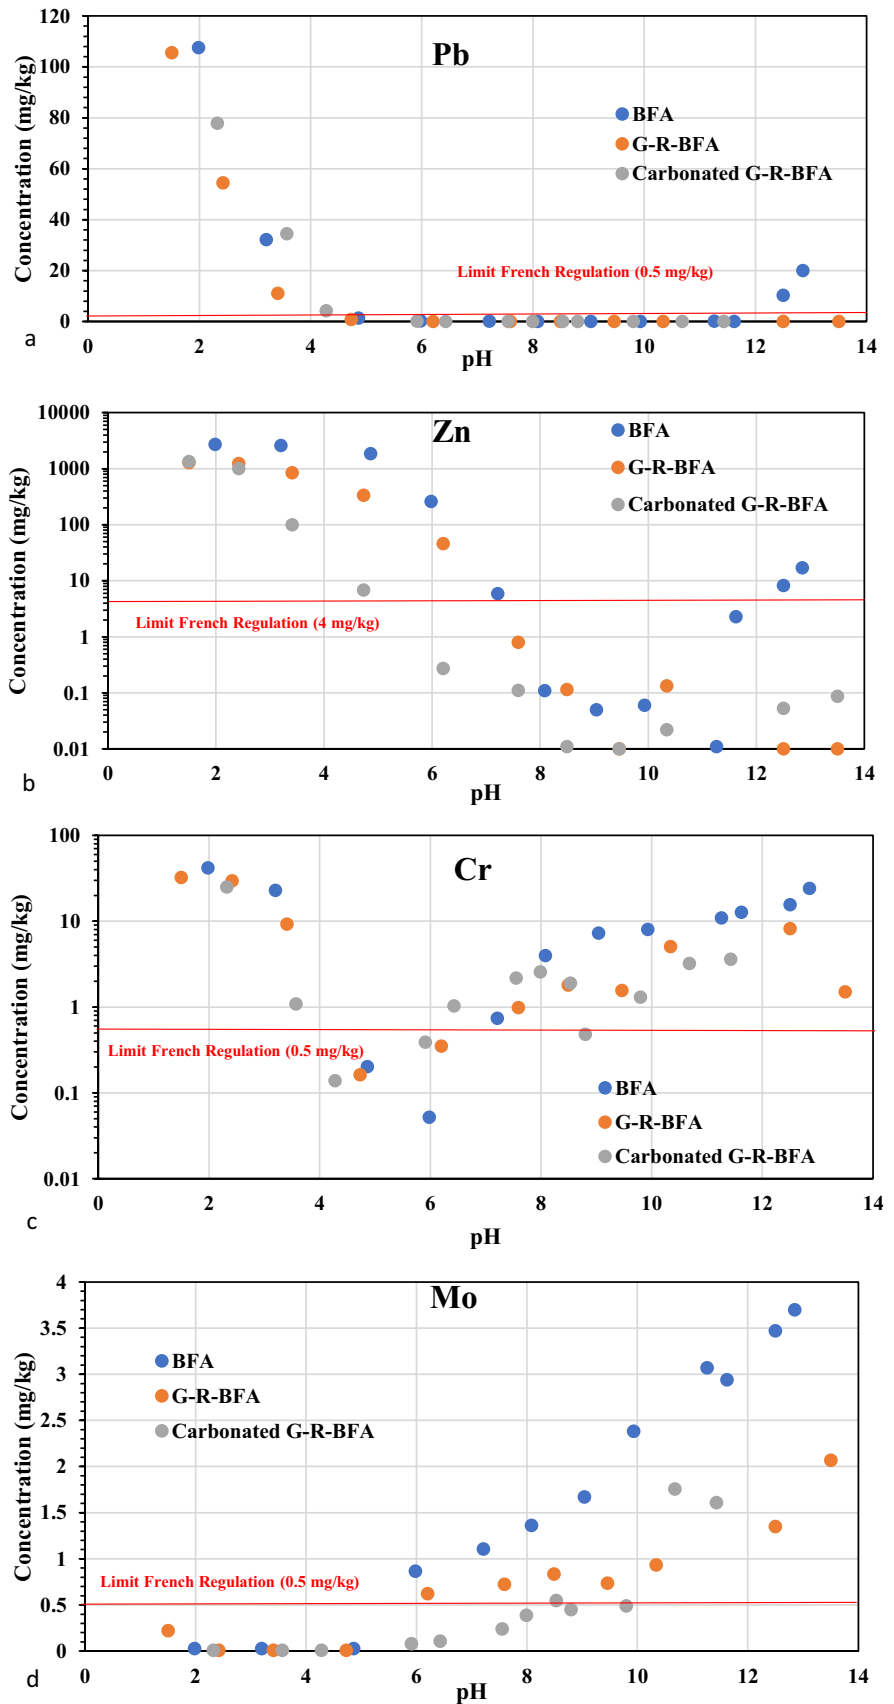 120
100
80
60
40
20
0
Concentration (mg/kg)
Pb
BFA
G-R-BFA
Carbonated G-R-BFA
Limit French Regulation (0.5 mg/kg)
0 2 4 6 8 10 12 14
pH
a
10000
1000
100
10
1
0.1
0.01
Concentration (mg/kg)
Zn
BFA
G-R-BFA
Carbonated G-R-BFA
Limit French Regulation (4 mg/kg)
0 2 4 6 8 10 12 14
pH
b
100
10
1
0.1
0.01
Concentration (mg/kg)
Cr
Limit French Regulation (0.5 mg/kg)
BFA
G-R-BFA
Carbonated G-R-BFA
0 2 4 6 8 10 12 14
pH
c
4
3.5
3
2.5
2
1.5
1
0.5
0
Concentration (mg/kg)
Mo
BFA
G-R-BFA
Carbonated G-R-BFA
Limit French Regulation (0.5 mg/kg)
0 2 4 6 8 10 12 14
pH
d